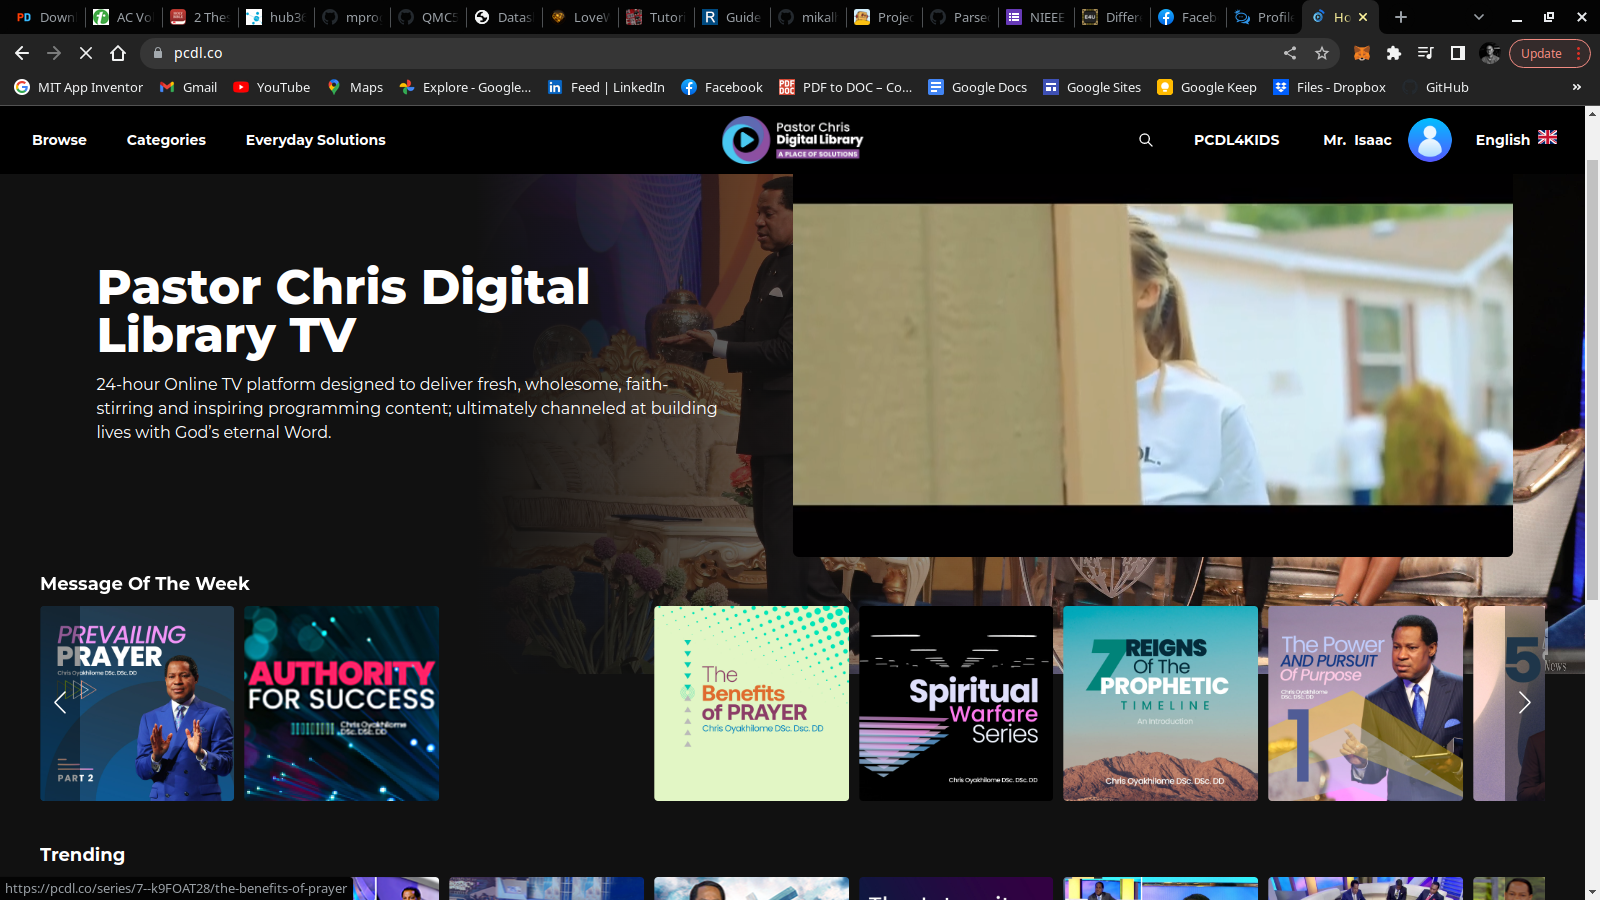 Down
AC Vo
2 Thes
hub3
mprog
QMC5
Datas
LoveW
Tutori
Guide
mikal
Projec
Parsec
NIEEE
Differ
Faceb
Profile
Ho
pcdl.co
Update
MIT App Inventor
Gmail
YouTube
Maps
Explore - Google...
Feed | LinkedIn
Facebook
PDF to DOC – Co...
Google Docs
Google Sites
Google Keep
Files - Dropbox
GitHub
Browse
Categories
Everyday Solutions
Pastor Chris
Digital Library
A PLACE OF SOLUTIONS
PCDL4KIDS
Mr. Isaac
English
Pastor Chris Digital
Library TV
24-hour Online TV platform designed to deliver fresh, wholesome, faith-
stirring and inspiring programming content; ultimately channeled at building
lives with God's eternal Word.
OL.
Message Of The Week
PREVAILING
PRAYER
Chris Oyakhilome DSc. DSc. DD
PART 2
AUTHORITY
FOR SUCCESS
Chris Oyakhilome
DSc. DSc. DD
The
Benefits
of PRAYER
Chris Oyakhilome DSc. Dsc. DD
Spiritual
Warfare
Series
Chris Oyakhilome DSc. DSc. DD
7 REIGNS
Of The
PROPHETIC
TIMELINE
An Introduction
Chris Oyakhilome DSc. DSc. DD
The Power
AND PURSUIT
Of Purpose
Chris Oyakhilome
DSc. DSc. DD
1
5
News
Trending
https://pcdl.co/series/7--k9FOAT28/the-benefits-of-prayer